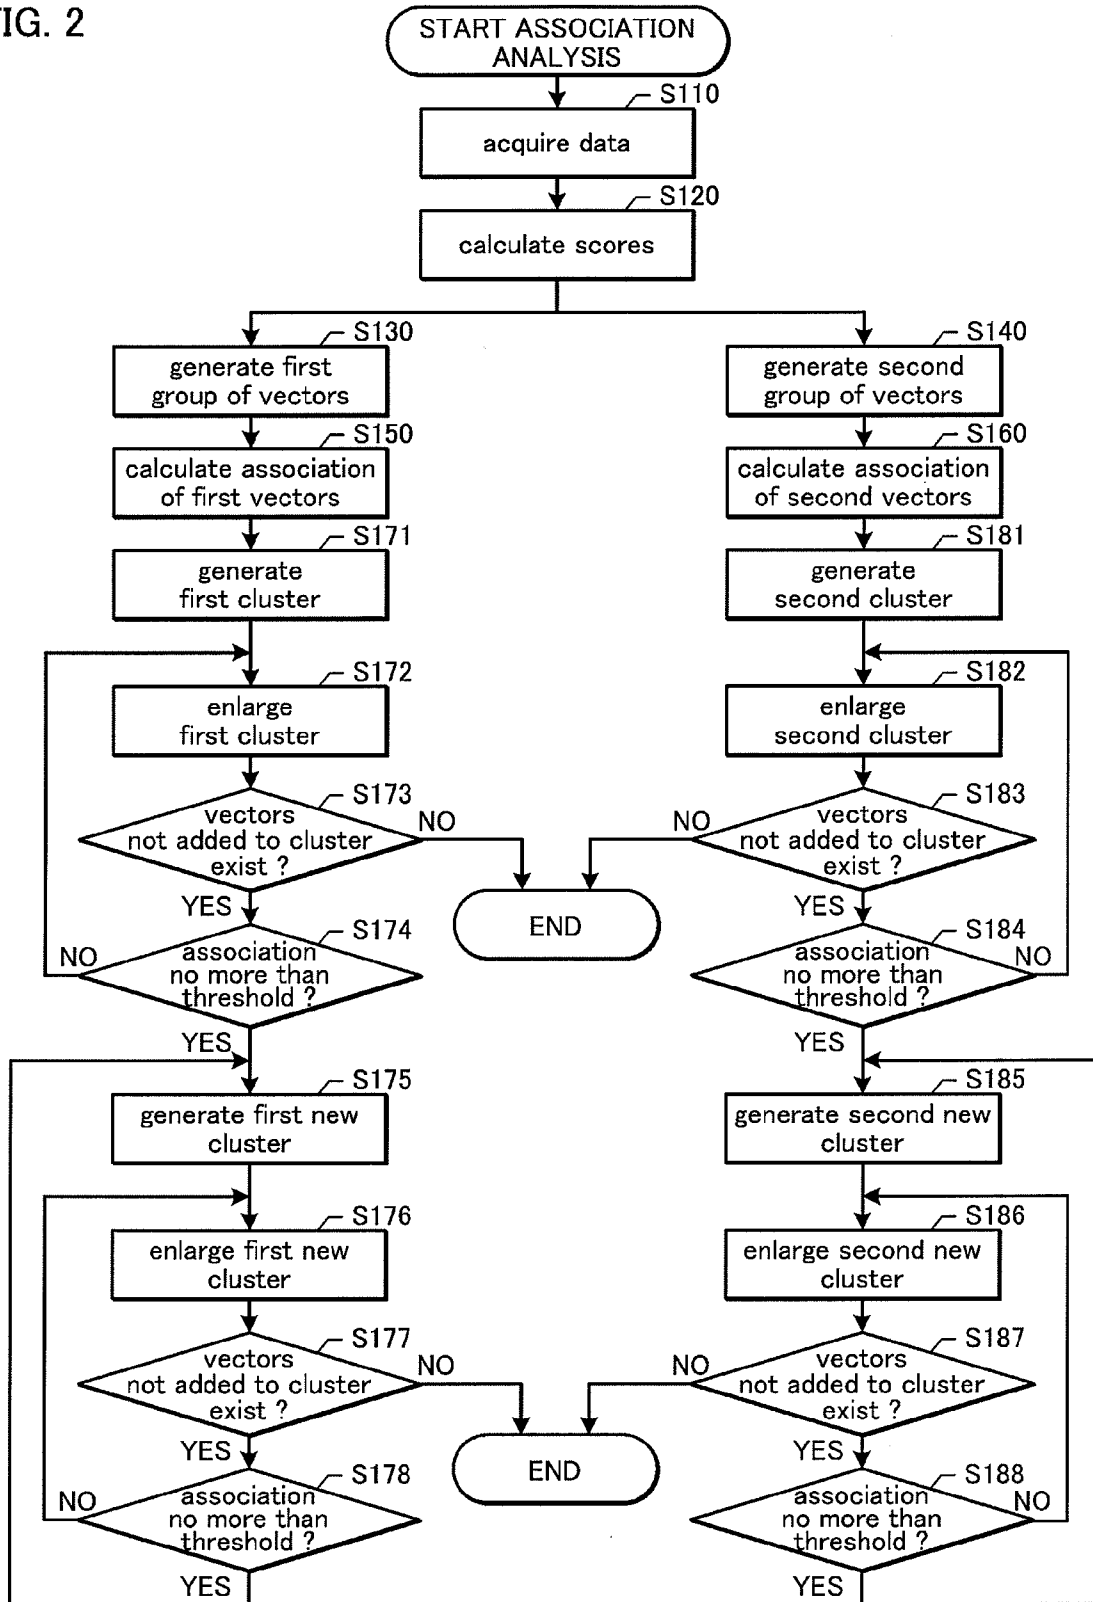 FIG. 2
START ASSOCIATION
ANALYSIS
S110
acquire data
S120
calculate scores
S130
generate first
group of vectors
S150
calculate association
of first vectors
S171
generate
first cluster
S172
enlarge
first cluster
S173
vectors
not added to cluster
exist ?
NO
YES
S174
association
no more than
threshold ?
NO
YES
S175
generate first new
cluster
S176
enlarge first new
cluster
S177
vectors
not added to cluster
exist ?
NO
YES
S178
association
no more than
threshold ?
NO
YES
S140
generate second
group of vectors
S160
calculate association
of second vectors
S181
generate
second cluster
S182
enlarge
second cluster
S183
vectors
not added to cluster
exist ?
NO
YES
S184
association
no more than
threshold ?
NO
YES
S185
generate second new
cluster
S186
enlarge second new
cluster
S187
vectors
not added to cluster
exist ?
NO
YES
S188
association
no more than
threshold ?
NO
YES
END
END